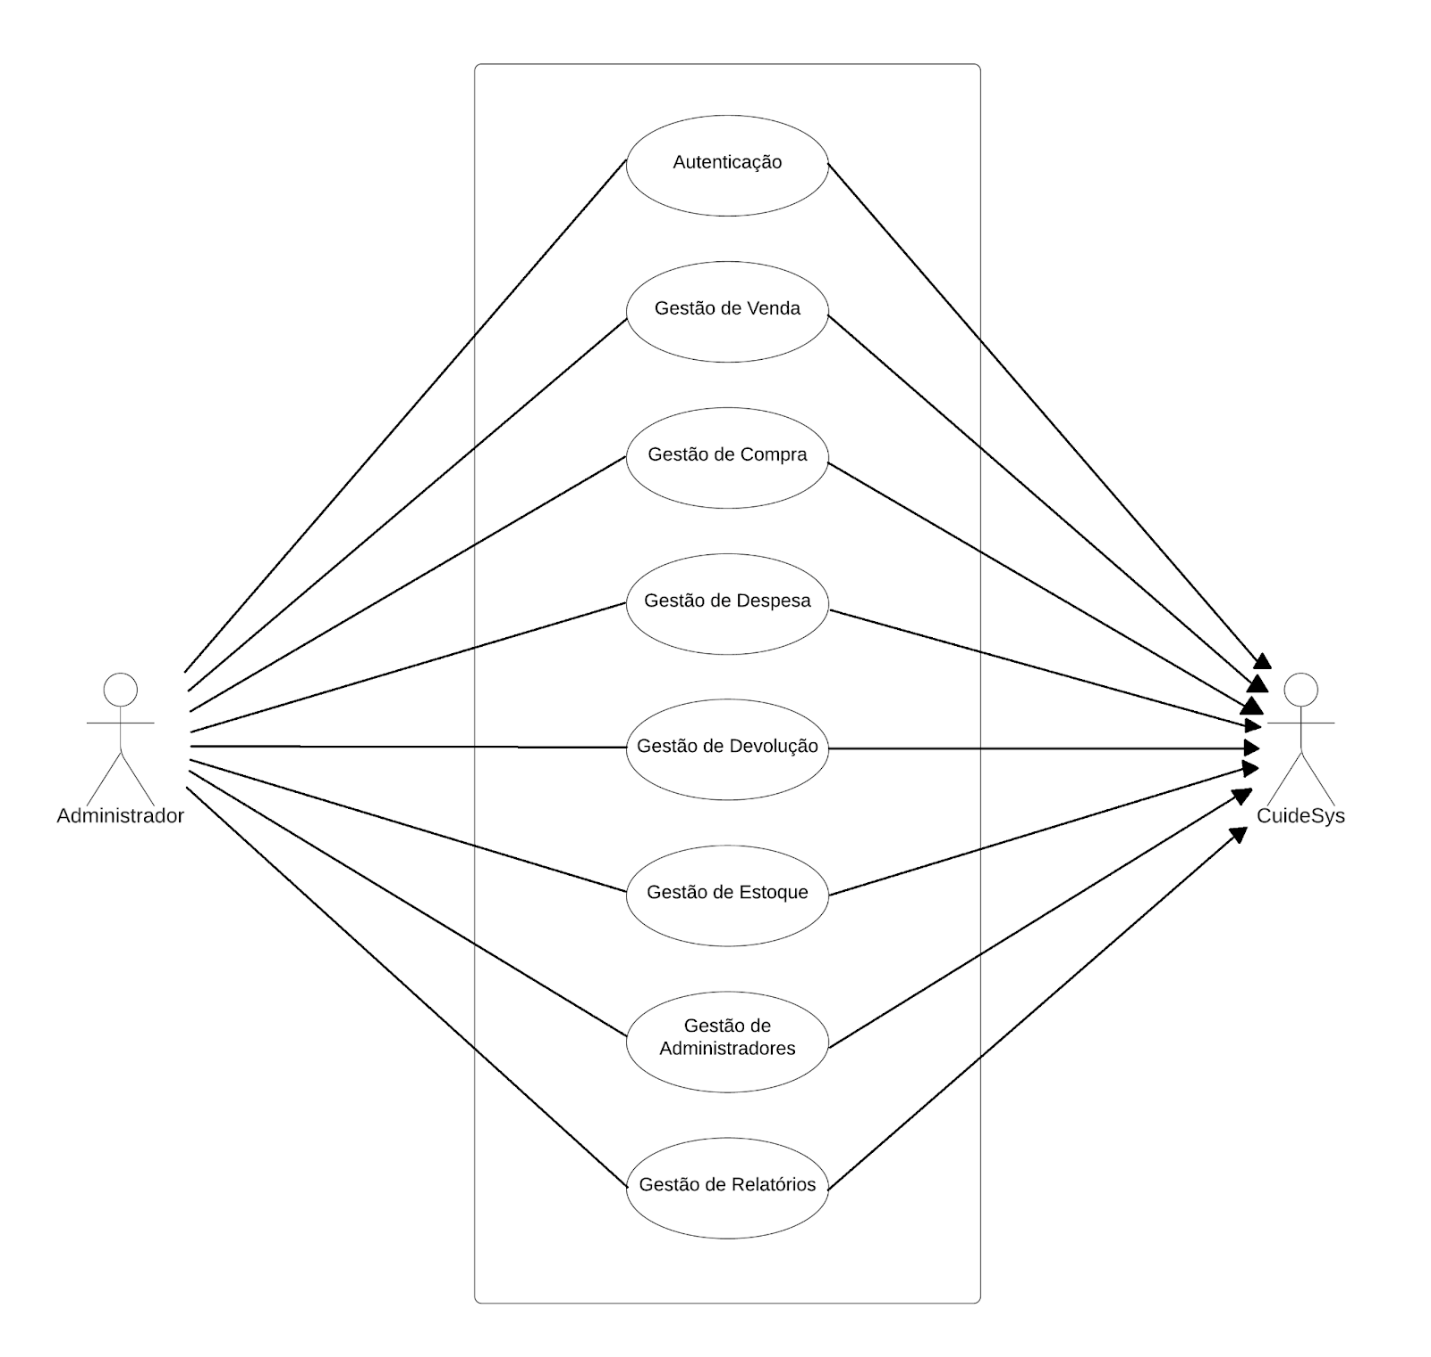 Autenticação
Gestão de Venda
Gestão de Compra
Gestão de Despesa
Gestão de Devolução
Administrador
CuideSys
Gestão de Estoque
Gestão de
Administradores
Gestão de Relatórios